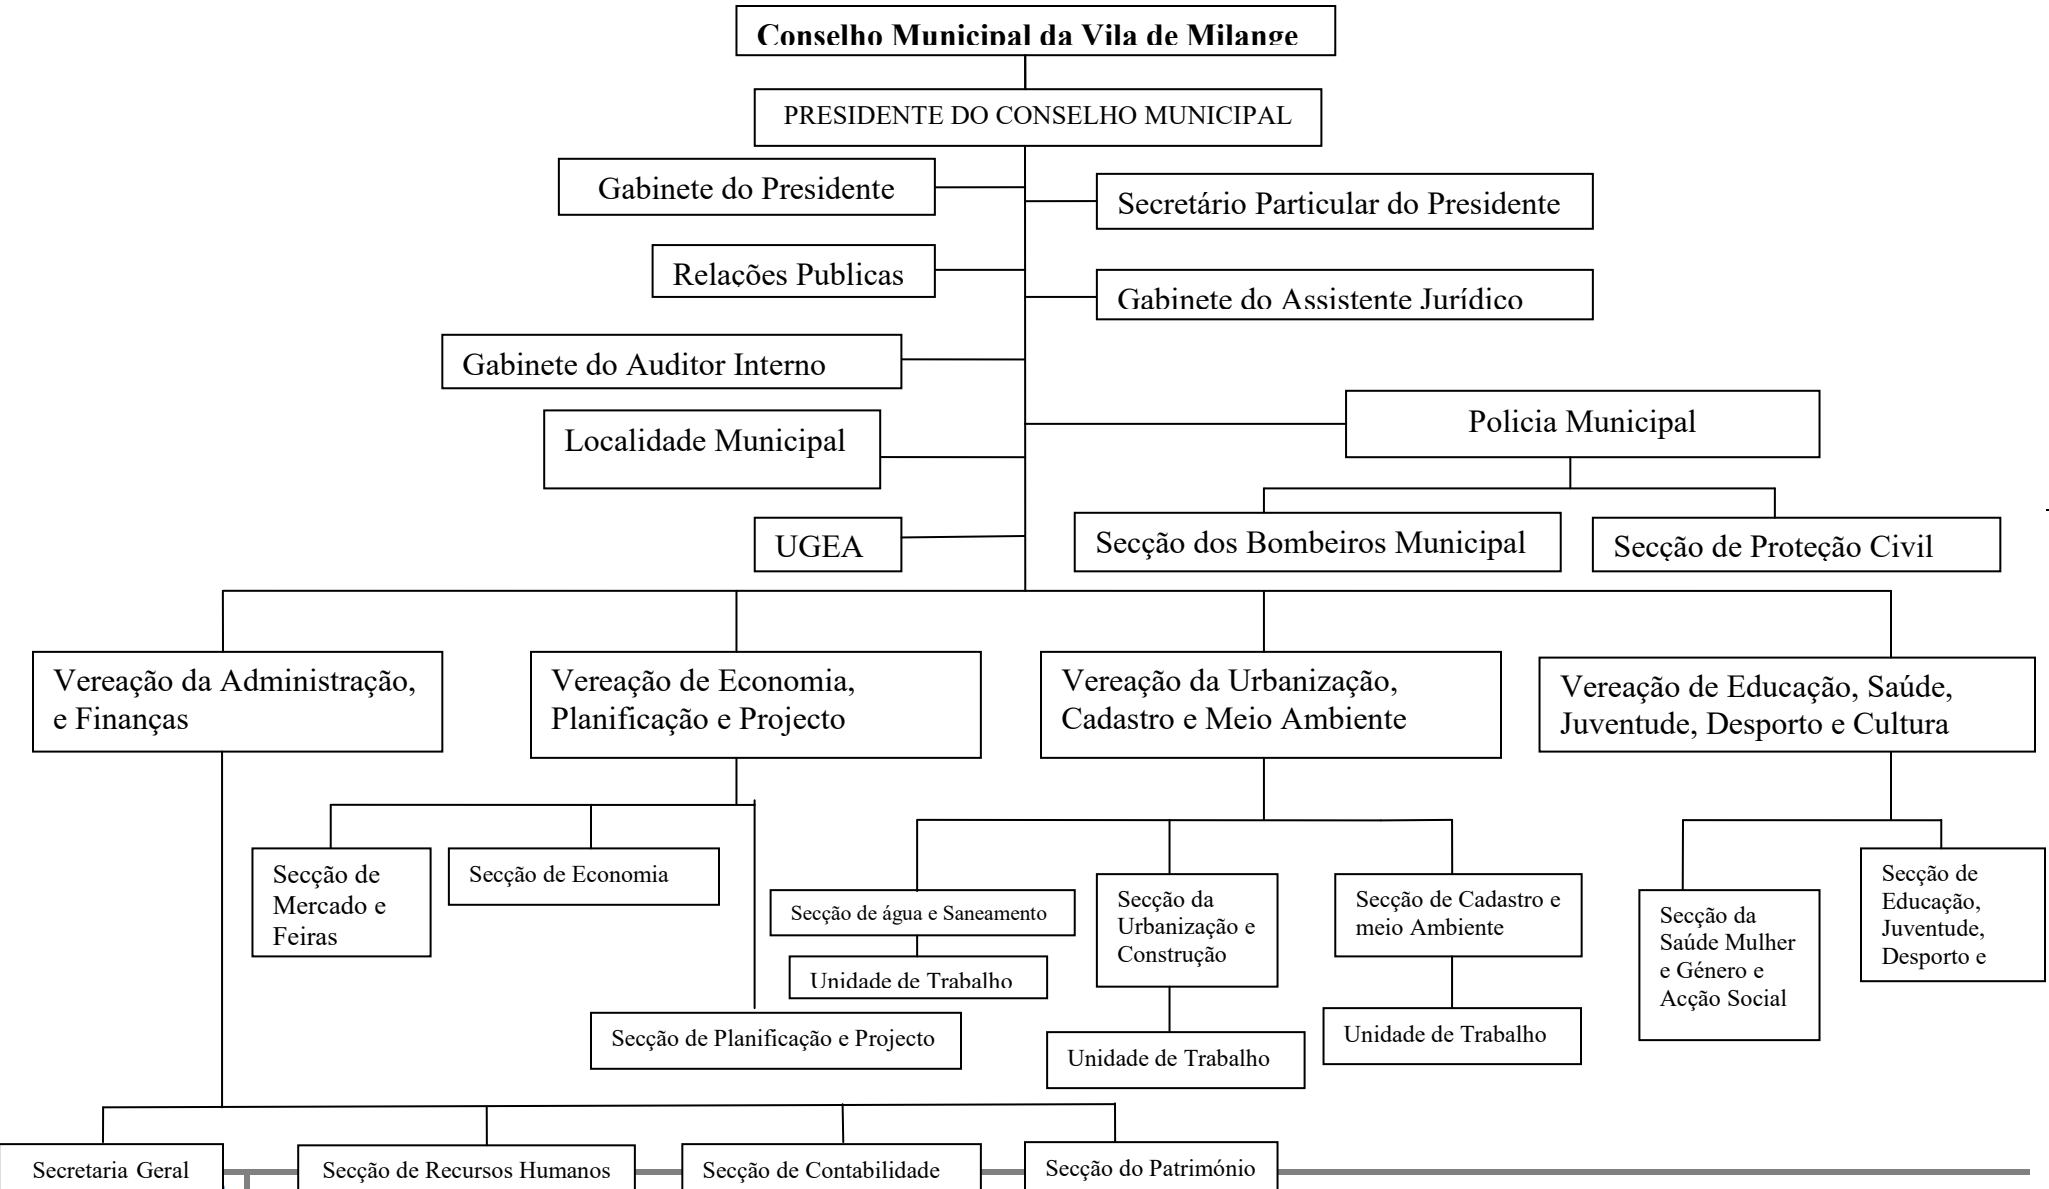 Conselho Municipal da Vila de Milange
PRESIDENTE DO CONSELHO MUNICIPAL
Gabinete do Presidente
Secretário Particular do Presidente
Relações Publicas
Gabinete do Assistente Jurídico
Gabinete do Auditor Interno
Policia Municipal
Localidade Municipal
UGEA
Secção dos Bombeiros Municipal
Secção de Proteção Civil
Vereação da Administração,
e Finanças
Vereação de Economia,
Planificação e Projecto
Vereação da Urbanização,
Cadastro e Meio Ambiente
Vereação de Educação, Saúde,
Juventude, Desporto e Cultura
Secção de
Mercado e
Feiras
Secção de Economia
Secção de Planificação e Projecto
Secção de água e Saneamento
Unidade de Trabalho
Secção da
Urbanização e
Construção
Unidade de Trabalho
Secção de Cadastro e
meio Ambiente
Unidade de Trabalho
Secção da
Saúde Mulher
e Género e
Acção Social
Secção de
Educação,
Juventude,
Desporto e
Secretaria Geral
Secção de Recursos Humanos
Secção de Contabilidade
Secção do Património